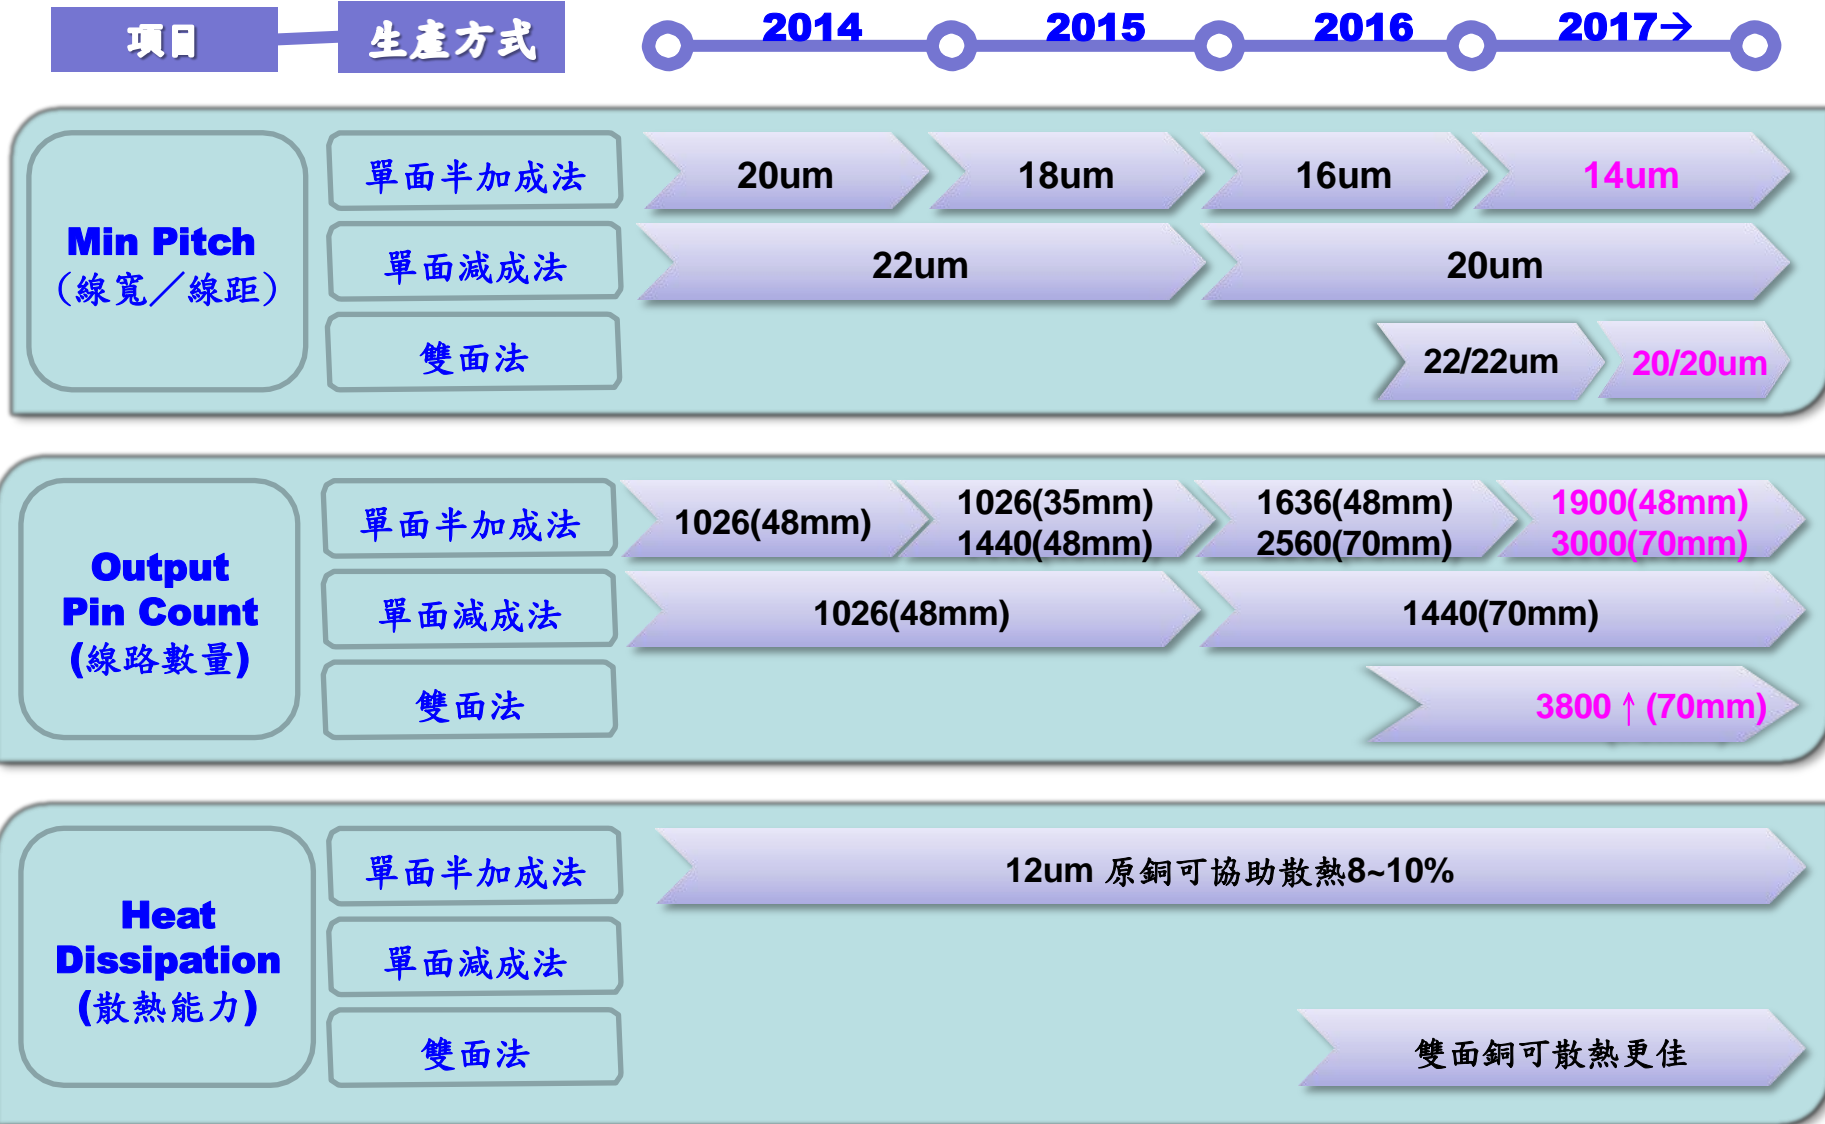 項目
生產方式
2014
2015
2016
2017→
Min Pitch
（線寬／線距）
單面半加成法
20um
18um
16um
14um
單面減成法
22um
20um
雙面法
22/22um
20/20um
Output
Pin Count
(線路數量)
單面半加成法
1026(48mm)
1026(35mm)
1440(48mm)
1636(48mm)
2560(70mm)
1900(48mm)
3000(70mm)
單面減成法
1026(48mm)
1440(70mm)
雙面法
3800↑(70mm)
Heat
Dissipation
(散熱能力)
單面半加成法
12um 原銅可協助散熱8~10%
單面減成法
雙面法
雙面銅可散熱更佳